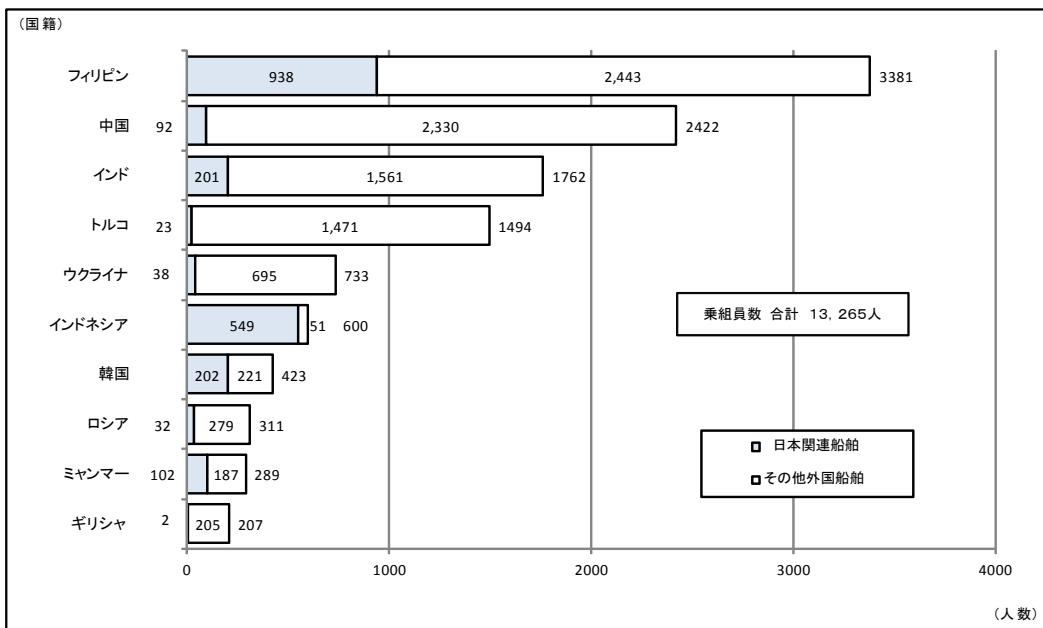 （国籍）
フィリピン 938 2,443 3381
中国 92 2,330 2422
インド 201 1,561 1762
トルコ 23 1,471 1494
ウクライナ 38 695 733
インドネシア 549 51 600
乗組員数 合計 １３，２６５人
韓国 202 221 423
ロシア 32 279 311
日本関連船舶
ミャンマー 102 187 289
その他外国船舶
ギリシャ 2 205 207
0 1000 2000 3000 4000
（人数）